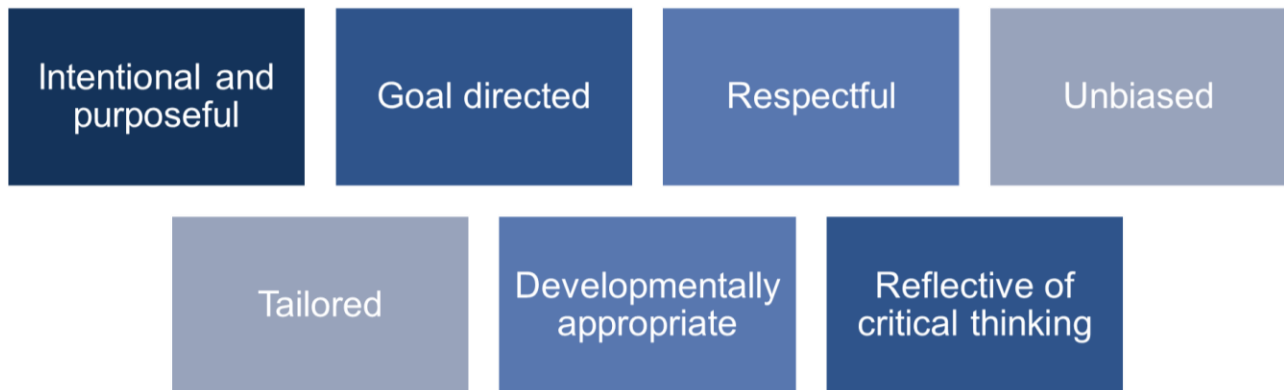 Intentional and
purposeful
Goal directed
Respectful
Unbiased
Tailored
Developmentally
appropriate
Reflective of
critical thinking